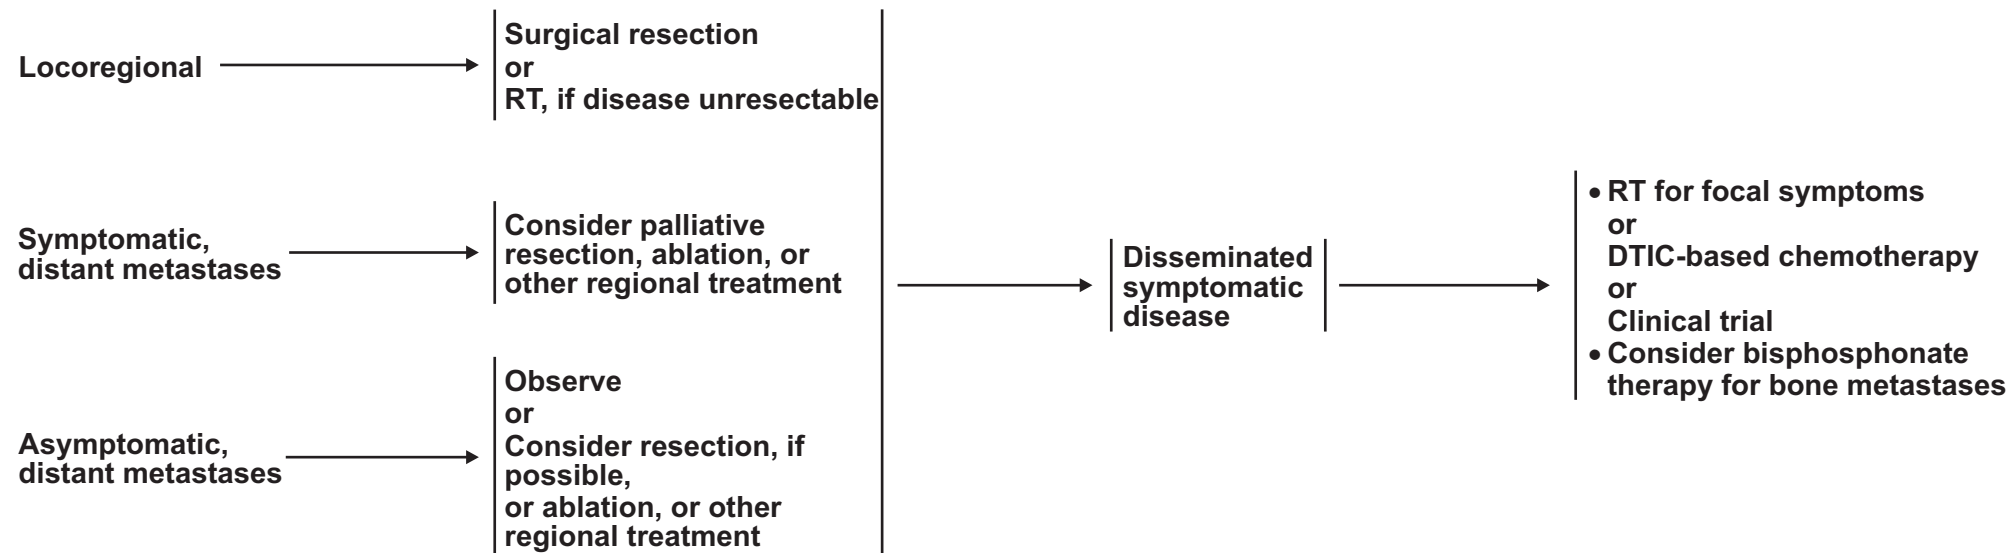 Locoregional
Surgical resection
or
RT, if disease unresectable
Symptomatic,
distant metastases
Consider palliative
resection, ablation, or
other regional treatment
Asymptomatic,
distant metastases
Observe
or
Consider resection, if
possible,
or ablation, or other
regional treatment
Disseminated
symptomatic
disease
• RT for focal symptoms
or
DTIC-based chemotherapy
or
Clinical trial
• Consider bisphosphonate
therapy for bone metastases